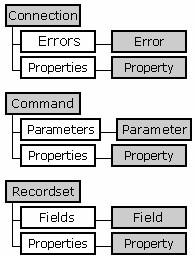 Connection
Errors Error
Properties Property
Command
Parameters Parameter
Properties Property
Recordset
Fields Field
Properties Property